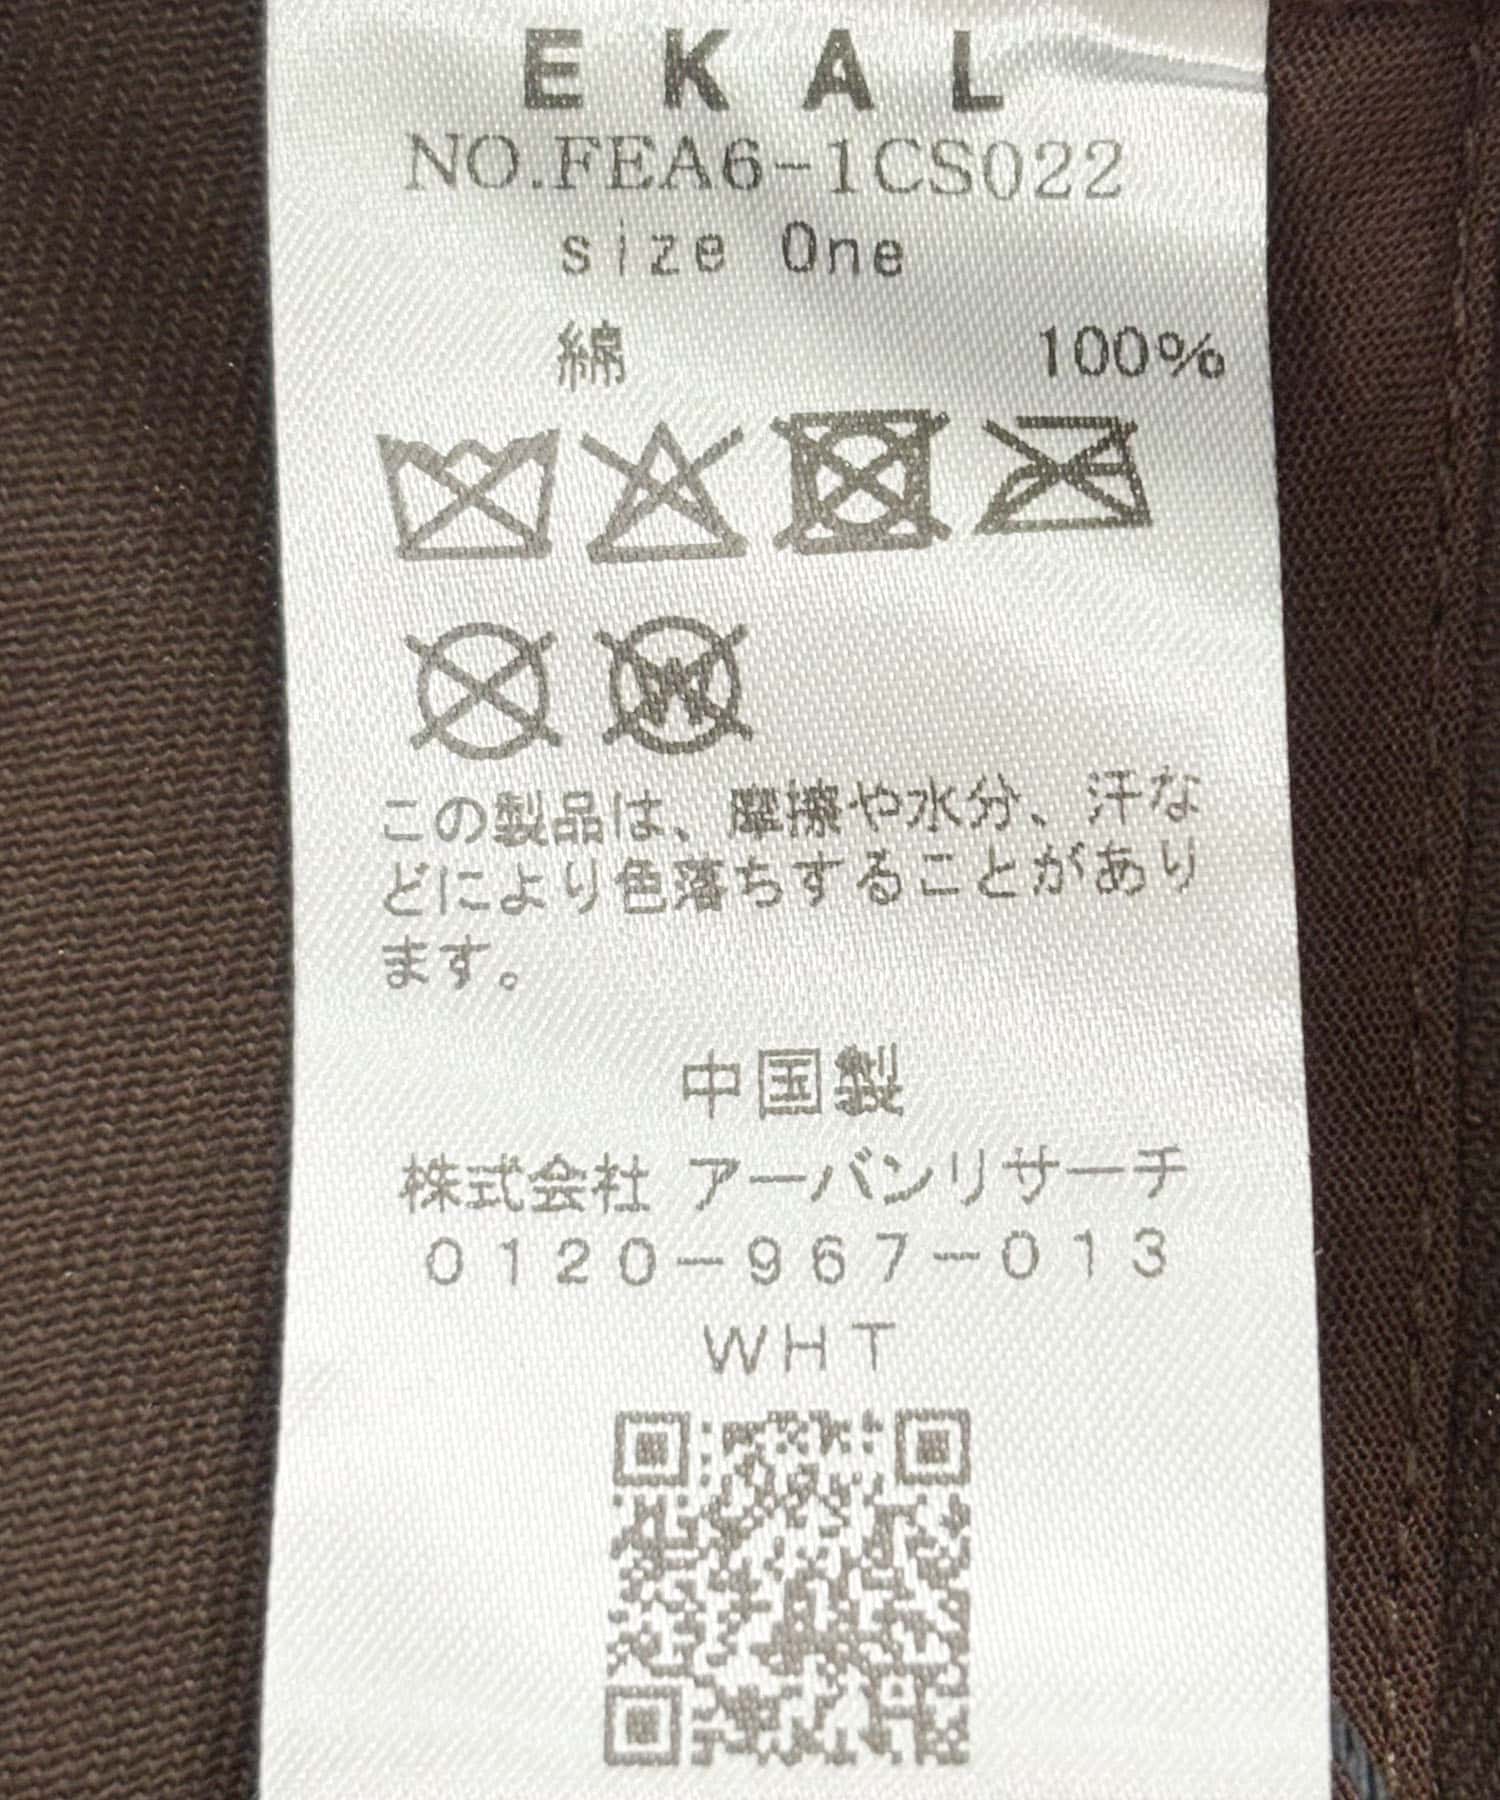 EKAL
NO.FEA6-1CS022
size One
綿 100%
この製品は、摩擦や水分、汗な
どにより色落ちすることがあり
ます。
中国製
株式会社 アーバンリサーチ
0120-967-013
WHT